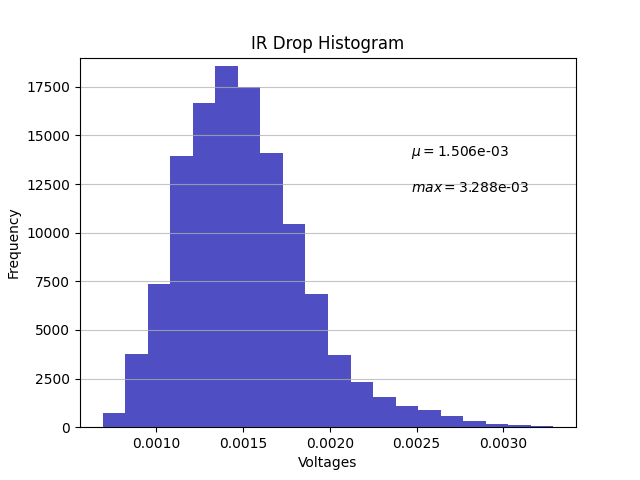 IR Drop Histogram
17500
15000
12500
10000
7500
5000
2500
0
Frequency
μ = 1.506e-03
max = 3.288e-03
0.0010 0.0015 0.0020 0.0025 0.0030
Voltages